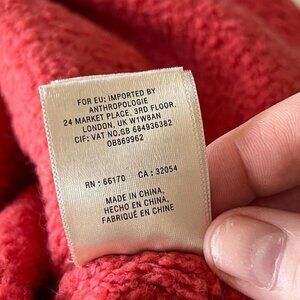 FOR EU: IMPORTED BY
ANTHROPOLOGIE
24 MARKET PLACE, 3RD FLOOR,
LONDON, UK W1W8AN
CIF: VAT NO.GB 684936382
OB869962
RN : 66170 CA : 32054
MADE IN CHINA,
HECHO EN CHINA,
FABRIQUÉ EN CHINE